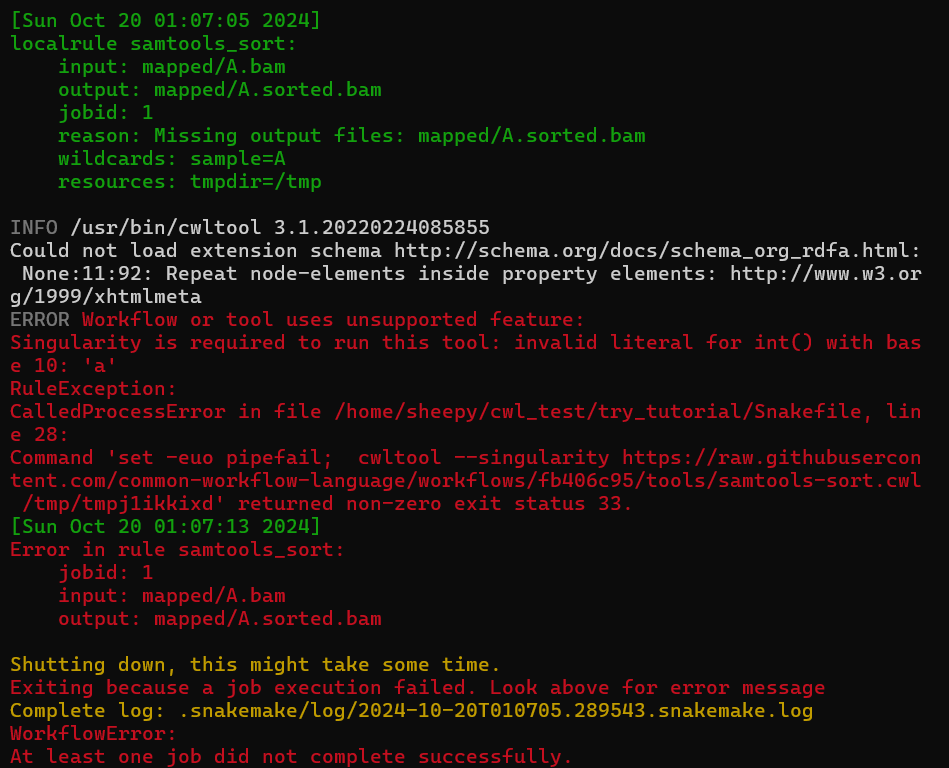 [Sun Oct 20 01:07:05 2024]
localrule samtools_sort:
    input: mapped/A.bam
    output: mapped/A.sorted.bam
    jobid: 1
    reason: Missing output files: mapped/A.sorted.bam
    wildcards: sample=A
    resources: tmpdir=/tmp

INFO /usr/bin/cwltool 3.1.20220224085855
Could not load extension schema http://schema.org/docs/schema_org_rdfa.html:
 None:11:92: Repeat node-elements inside property elements: http://www.w3.or
g/1999/xhtmlmeta
ERROR Workflow or tool uses unsupported feature:
Singularity is required to run this tool: invalid literal for int() with bas
e 10: 'a'
RuleException:
CalledProcessError in file /home/sheepy/cwl_test/try_tutorial/Snakefile, lin
e 28:
Command 'set -euo pipefail;  cwltool --singularity https://raw.githubusercon
tent.com/common-workflow-language/workflows/fb406c95/tools/samtools-sort.cwl
 /tmp/tmpj1ikkixd' returned non-zero exit status 33.
[Sun Oct 20 01:07:13 2024]
Error in rule samtools_sort:
    jobid: 1
    input: mapped/A.bam
    output: mapped/A.sorted.bam

Shutting down, this might take some time.
Exiting because a job execution failed. Look above for error message
Complete log: .snakemake/log/2024-10-20T010705.289543.snakemake.log
WorkflowError:
At least one job did not complete successfully.